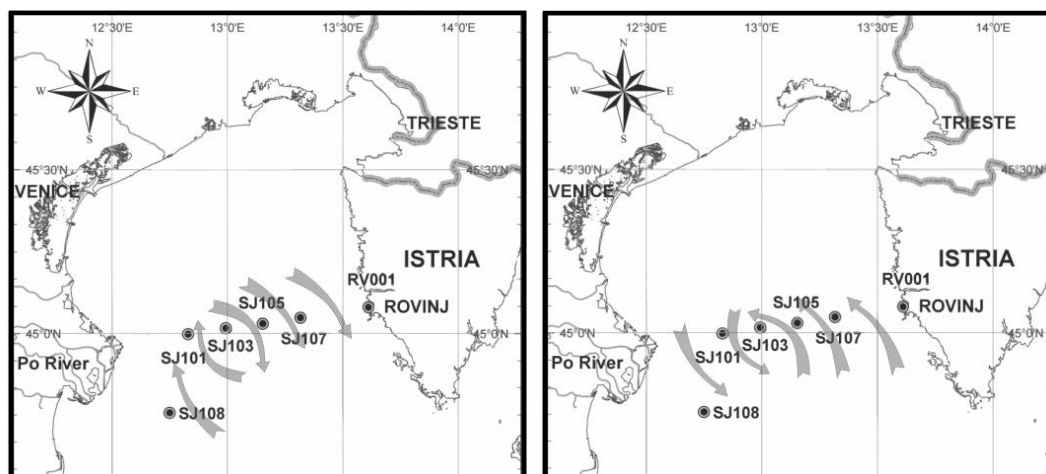 12°30'E 13°0'E 13°30'E 14°0'E
N
W E
S
TRIESTE
45°30'N 45°30'N
VENICE
ISTRIA
RV001
SJ105 ROVINJ
45°0'N 45°0'N
SJ103 SJ107
SJ101
Po River
SJ108
12°30'E 13°0'E 13°30'E 14°0'E
N
W E
S
TRIESTE
45°30'N 45°30'N
VENICE
ISTRIA
RV001
SJ105 ROVINJ
45°0'N 45°0'N
SJ103 SJ107
SJ101
Po River
SJ108